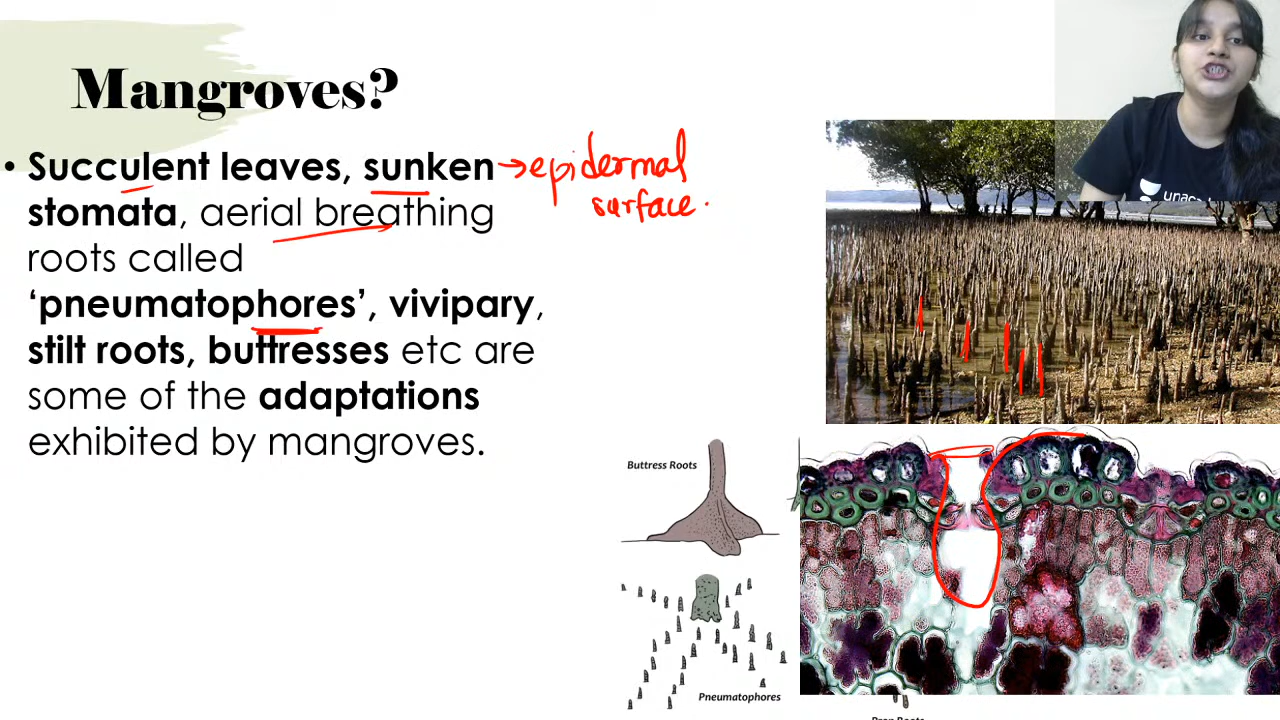 Mangroves?
• Succulent leaves, sunken
stomata, aerial breathing
roots called
‘pneumatophores’, vivipary,
stilt roots, buttresses etc are
some of the adaptations
exhibited by mangroves.
→epidermal
surface.
Buttress Roots
Pneumatophores